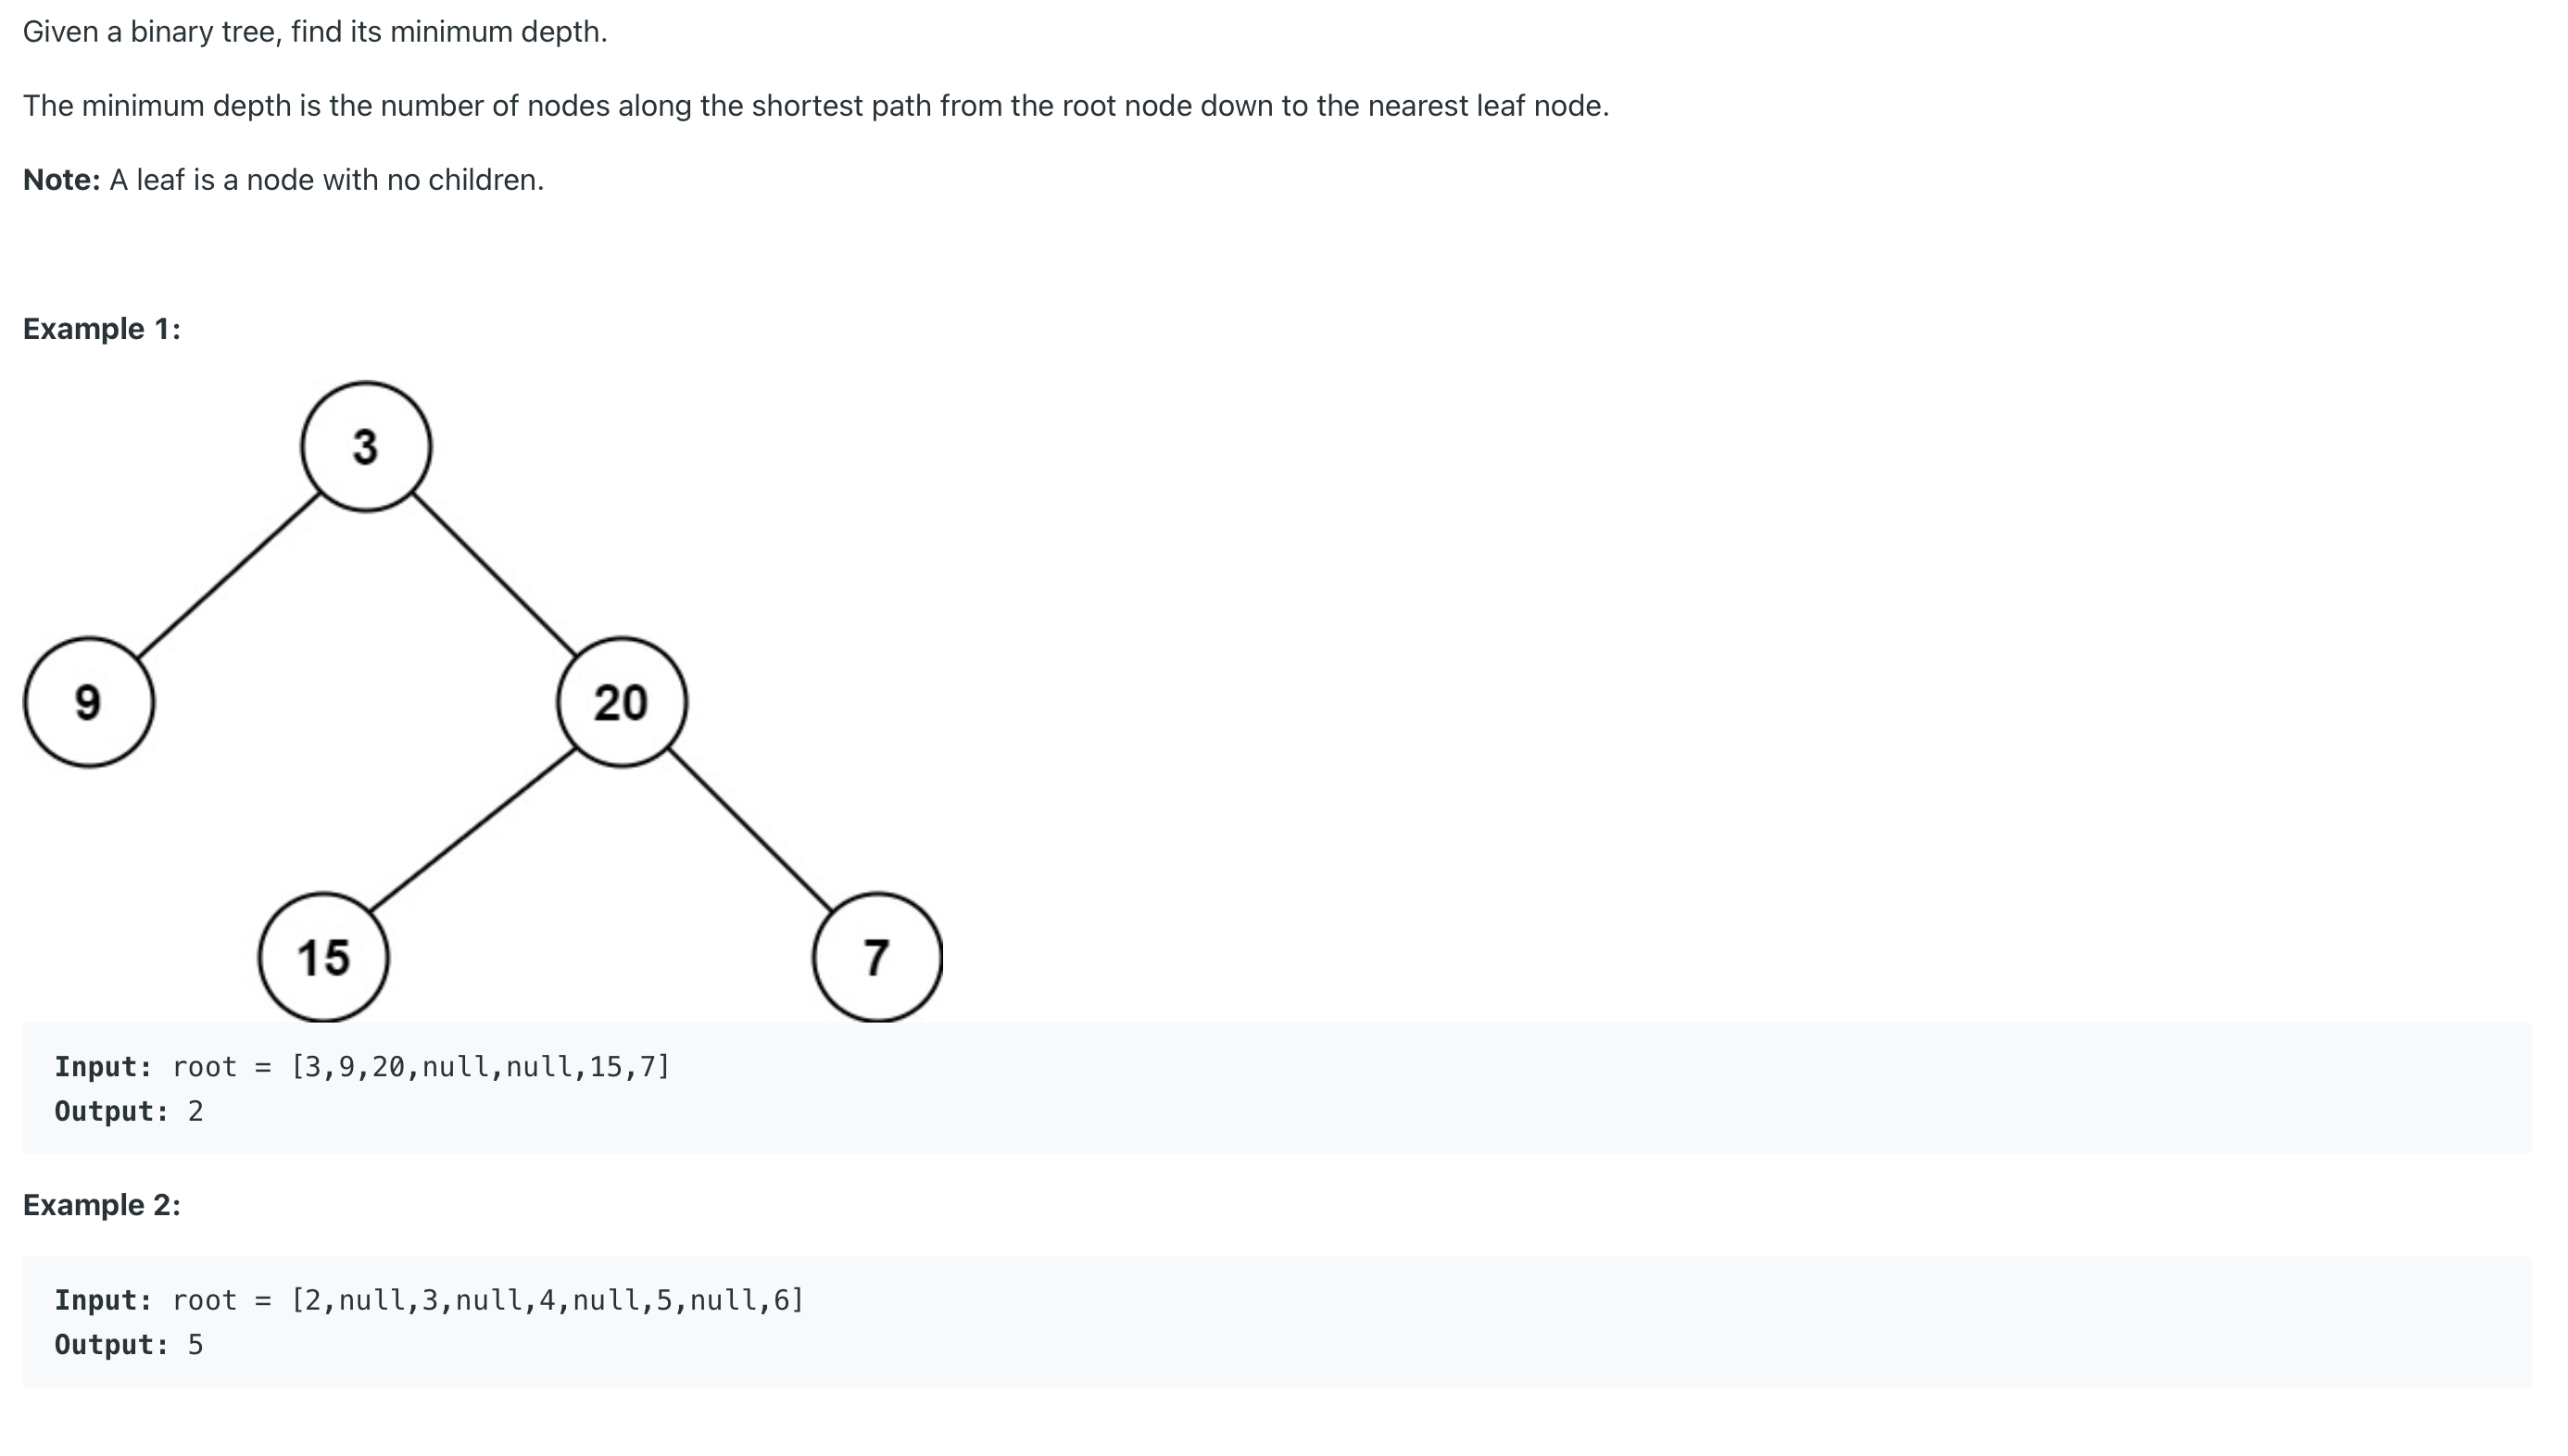 Given a binary tree, find its minimum depth.
The minimum depth is the number of nodes along the shortest path from the root node down to the nearest leaf node.
Note: A leaf is a node with no children.
Example 1:
3
9
20
15
7
Input: root = [3,9,20,null,null,15,7]
Output: 2
Example 2:
Input: root = [2,null,3,null,4,null,5,null,6]
Output: 5